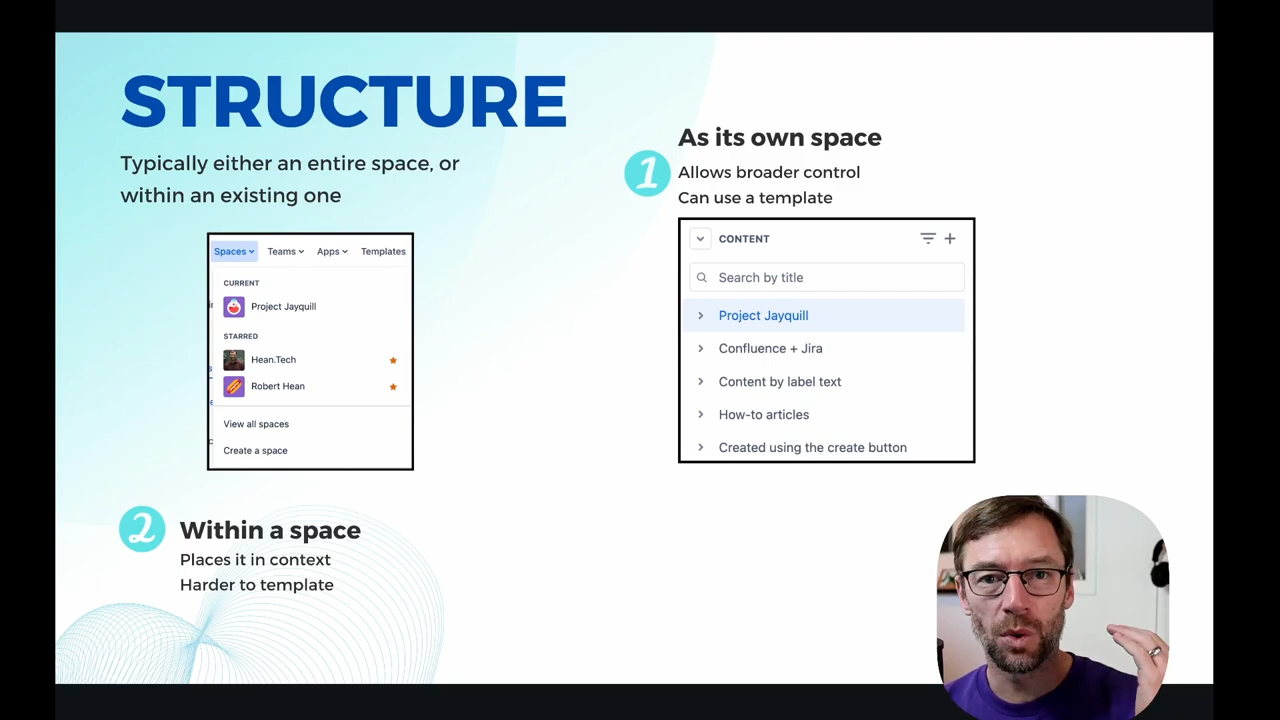 STRUCTURE
Typically either an entire space, or
within an existing one
Spaces Teams Apps Templates
CURRENT
Project Jayquill
STARRED
Hean.Tech
Robert Hean
View all spaces
Create a space
1
As its own space
Allows broader control
Can use a template
CONTENT
Search by title
Project Jayquill
Confluence + Jira
Content by label text
How-to articles
Created using the create button
2
Within a space
Places it in context
Harder to template